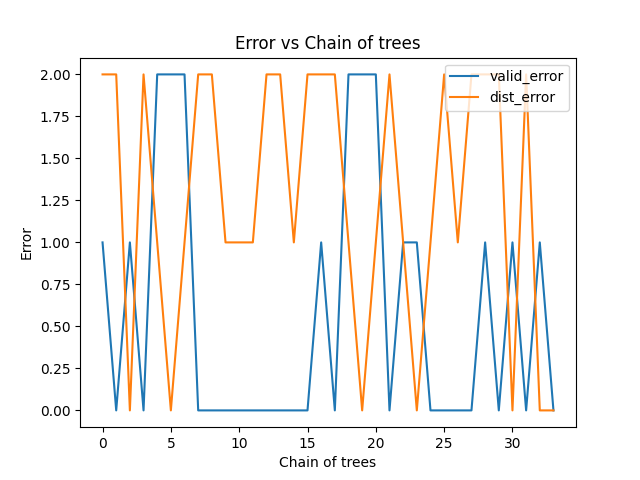 Error vs Chain of trees
valid_error
dist_error
2.00
1.75
1.50
1.25
1.00
0.75
0.50
0.25
0.00
Error
0 5 10 15 20 25 30
Chain of trees